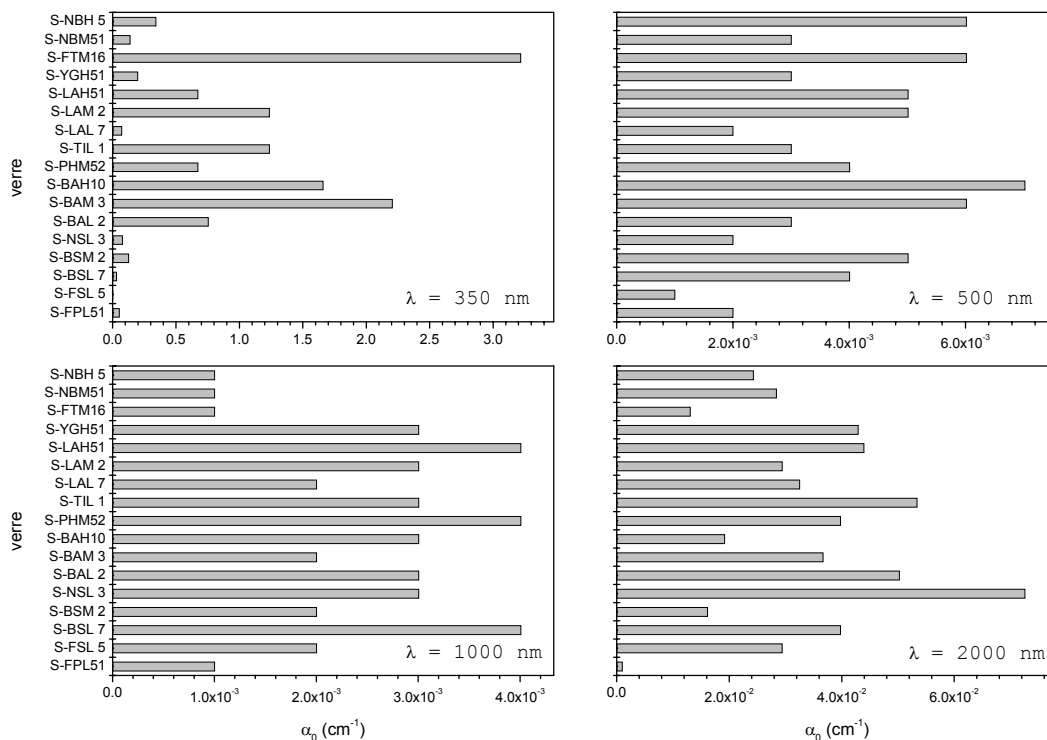 S-NBH 5
S-NBM51
S-FTM16
S-YGH51
S-LAH51
S-LAM 2
S-LAL 7
S-TIL 1
S-PHM52
S-BAH10
S-BAM 3
S-BAL 2
S-NSL 3
S-BSM 2
S-BSL 7
S-FSL 5
S-FPL51
verre
λ = 350 nm
0.0 0.5 1.0 1.5 2.0 2.5 3.0
λ = 500 nm
0.0 2.0x10⁻³ 4.0x10⁻³ 6.0x10⁻³
S-NBH 5
S-NBM51
S-FTM16
S-YGH51
S-LAH51
S-LAM 2
S-LAL 7
S-TIL 1
S-PHM52
S-BAH10
S-BAM 3
S-BAL 2
S-NSL 3
S-BSM 2
S-BSL 7
S-FSL 5
S-FPL51
verre
λ = 1000 nm
0.0 1.0x10⁻³ 2.0x10⁻³ 3.0x10⁻³ 4.0x10⁻³
α₀ (cm⁻¹)
λ = 2000 nm
0.0 2.0x10⁻² 4.0x10⁻² 6.0x10⁻²
α₀ (cm⁻¹)